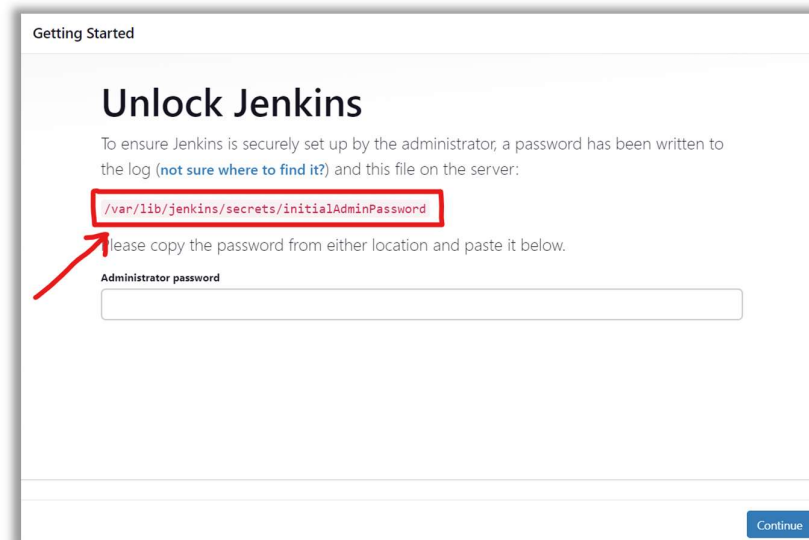 Getting Started
Unlock Jenkins
To ensure Jenkins is securely set up by the administrator, a password has been written to
the log (not sure where to find it?) and this file on the server:
/var/lib/jenkins/secrets/initialAdminPassword
Please copy the password from either location and paste it below.
Administrator password
Continue